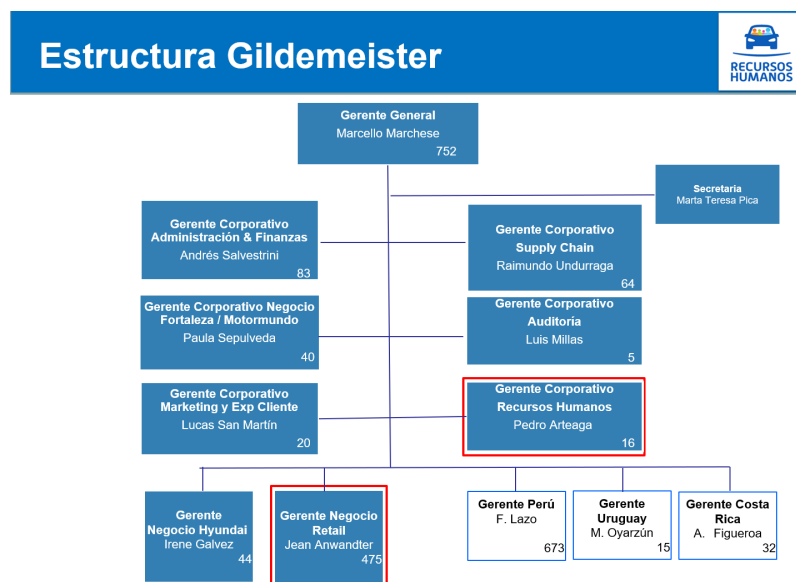 Estructura Gildemeister
RECURSOS
HUMANOS
Gerente General
Marcello Marchese
752
Secretaria
Marta Teresa Pica
Gerente Corporativo
Administración & Finanzas
Andrés Salvestrini
83
Gerente Corporativo
Supply Chain
Raimundo Undurraga
64
Gerente Corporativo Negocio
Fortaleza / Motormundo
Paula Sepulveda
40
Gerente Corporativo
Auditoría
Luis Millas
5
Gerente Corporativo
Marketing y Exp Cliente
Lucas San Martín
20
Gerente Corporativo
Recursos Humanos
Pedro Arteaga
16
Gerente
Negocio Hyundai
Irene Galvez
44
Gerente Negocio
Retail
Jean Anwandter
475
Gerente Perú
F. Lazo
673
Gerente
Uruguay
M. Oyarzún
15
Gerente Costa
Rica
A. Figueroa
32